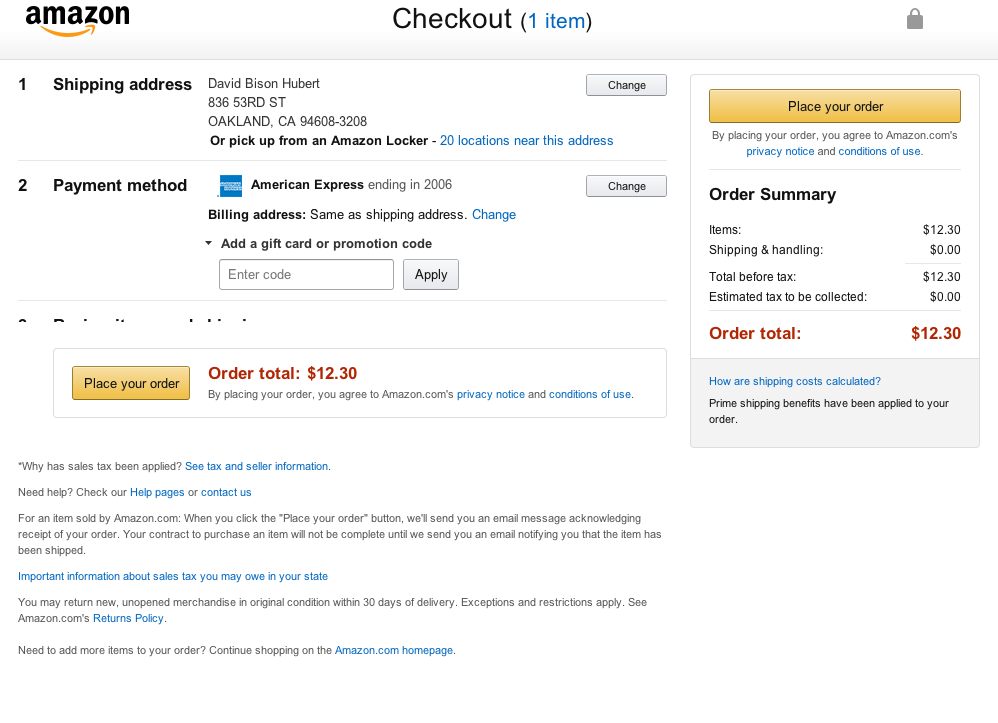 amazon
Checkout (1 item)
1 Shipping address
David Bison Hubert
836 53RD ST
OAKLAND, CA 94608-3208
Or pick up from an Amazon Locker - 20 locations near this address
Change
2 Payment method
American Express ending in 2006
Change
Billing address: Same as shipping address. Change
Add a gift card or promotion code
Enter code
Apply
Place your order
Order total: $12.30
By placing your order, you agree to Amazon.com's privacy notice and conditions of use.
*Why has sales tax been applied? See tax and seller information.
Need help? Check our Help pages or contact us
For an item sold by Amazon.com: When you click the "Place your order" button, we'll send you an email message acknowledging
receipt of your order. Your contract to purchase an item will not be complete until we send you an email notifying you that the item has
been shipped.
Important information about sales tax you may owe in your state
You may return new, unopened merchandise in original condition within 30 days of delivery. Exceptions and restrictions apply. See
Amazon.com's Returns Policy.
Need to add more items to your order? Continue shopping on the Amazon.com homepage.
Place your order
By placing your order, you agree to Amazon.com's
privacy notice and conditions of use.
Order Summary
Items: $12.30
Shipping & handling: $0.00
Total before tax: $12.30
Estimated tax to be collected: $0.00
Order total: $12.30
How are shipping costs calculated?
Prime shipping benefits have been applied to your
order.